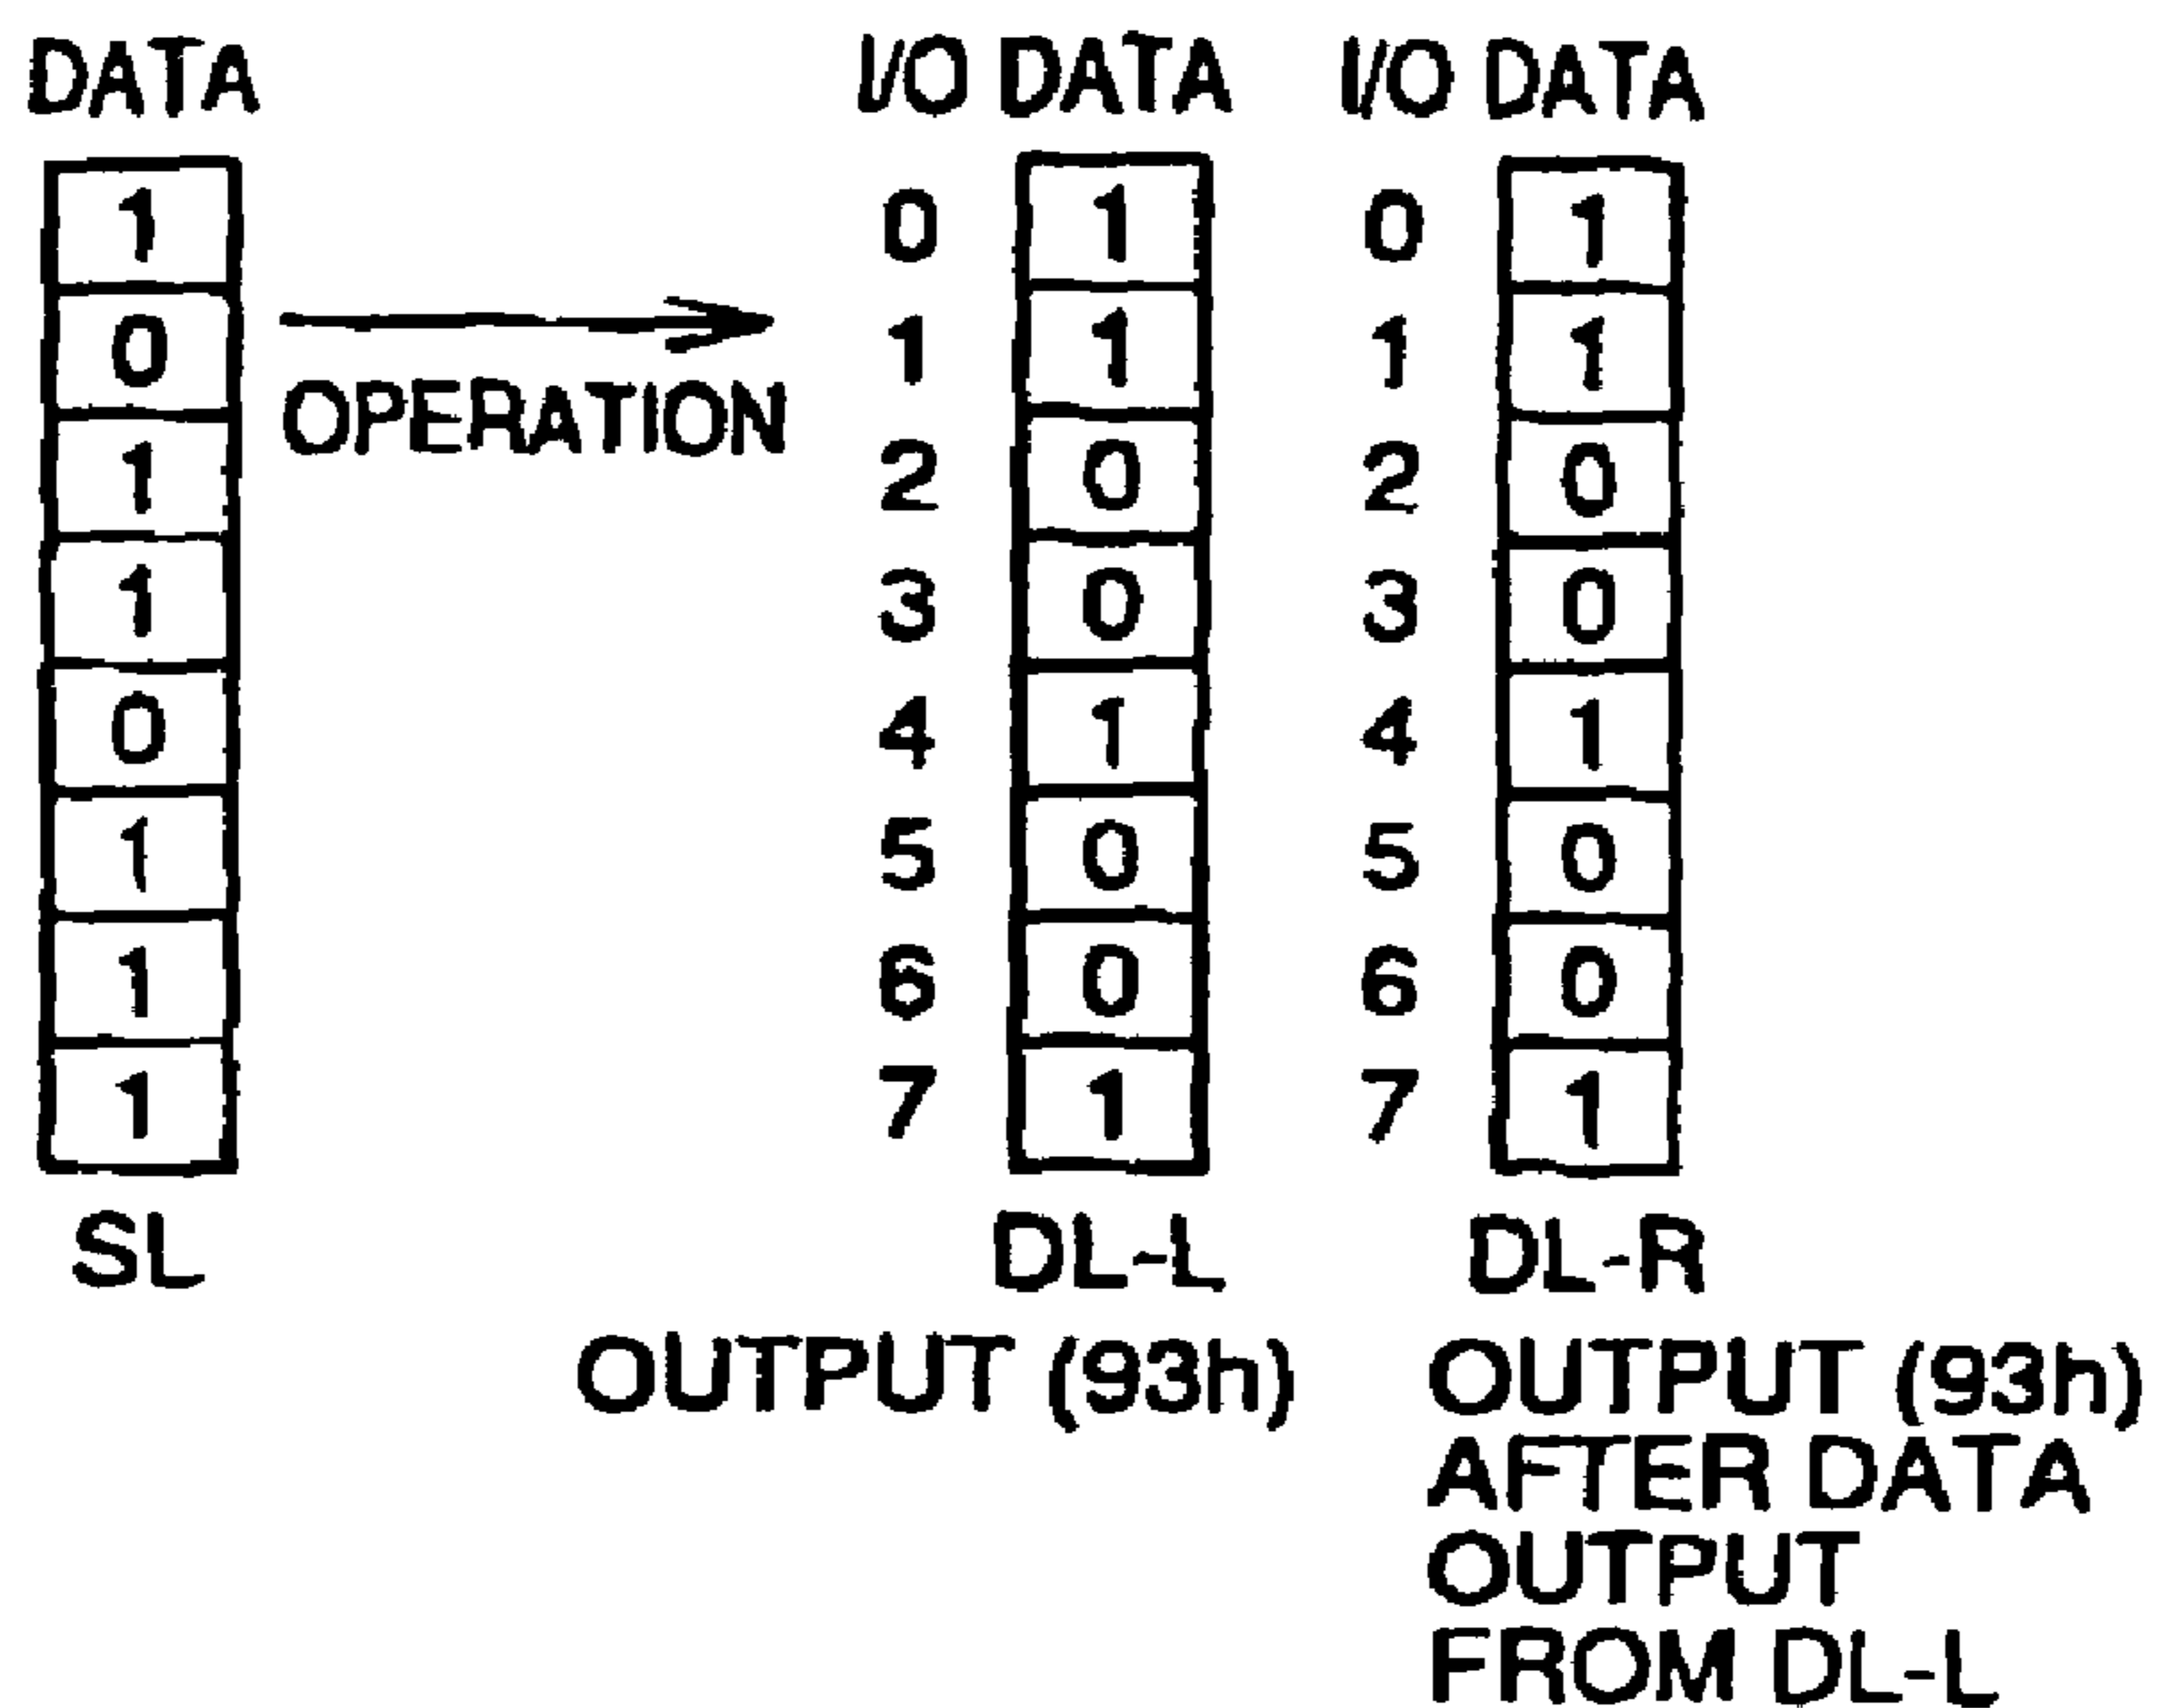 DATA I/O DATA I/O DATA
1 0 1 0 1
0 1 1 1 1
OPERATION
1 2 0 2 0
1 3 0 3 0
0 4 1 4 1
1 5 0 5 0
1 6 0 6 0
1 7 1 7 1
SL DL-L DL-R
OUTPUT (93h) OUTPUT (93h)
AFTER DATA
OUTPUT
FROM DL-L